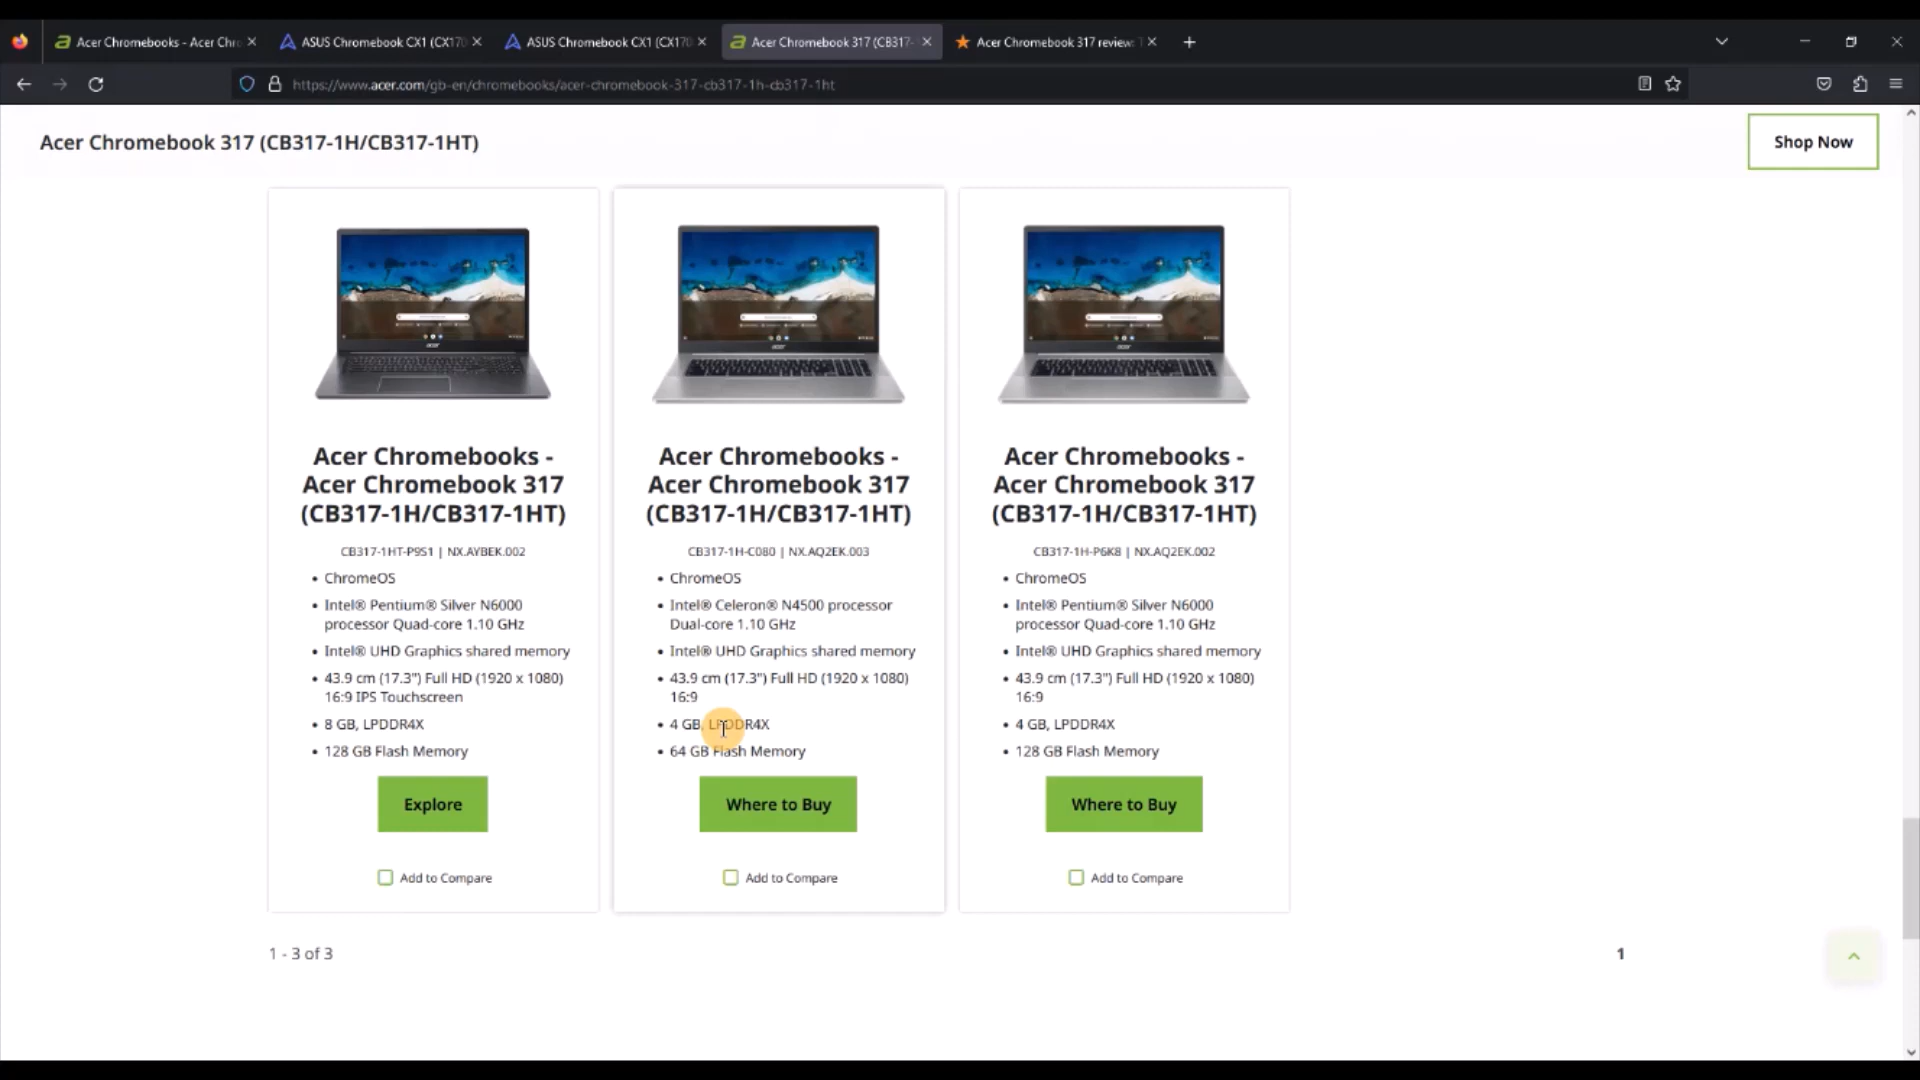 Acer Chromebooks - Acer Chr
ASUS Chromebook CX1 (CX170
ASUS Chromebook CX1 (CX170
Acer Chromebook 317 (CB317-
Acer Chromebook 317 review: T
https://www.acer.com/gb-en/chromebooks/acer-chromebook-317-cb317-1h-cb317-1ht
Acer Chromebook 317 (CB317-1H/CB317-1HT)
Shop Now
Acer Chromebooks -
Acer Chromebook 317
(CB317-1H/CB317-1HT)
CB317-1HT-P9S1 | NX.AYBEK.002
• ChromeOS
• Intel® Pentium® Silver N6000
processor Quad-core 1.10 GHz
• Intel® UHD Graphics shared memory
• 43.9 cm (17.3") Full HD (1920 x 1080)
16:9 IPS Touchscreen
• 8 GB, LPDDR4X
• 128 GB Flash Memory
Explore
Add to Compare
Acer Chromebooks -
Acer Chromebook 317
(CB317-1H/CB317-1HT)
CB317-1H-C080 | NX.AQ2EK.003
• ChromeOS
• Intel® Celeron® N4500 processor
Dual-core 1.10 GHz
• Intel® UHD Graphics shared memory
• 43.9 cm (17.3") Full HD (1920 x 1080)
16:9
• 4 GB, LPDDR4X
• 64 GB Flash Memory
Where to Buy
Add to Compare
Acer Chromebooks -
Acer Chromebook 317
(CB317-1H/CB317-1HT)
CB317-1H-P6K8 | NX.AQ2EK.002
• ChromeOS
• Intel® Pentium® Silver N6000
processor Quad-core 1.10 GHz
• Intel® UHD Graphics shared memory
• 43.9 cm (17.3") Full HD (1920 x 1080)
16:9
• 4 GB, LPDDR4X
• 128 GB Flash Memory
Where to Buy
Add to Compare
1 - 3 of 3
1